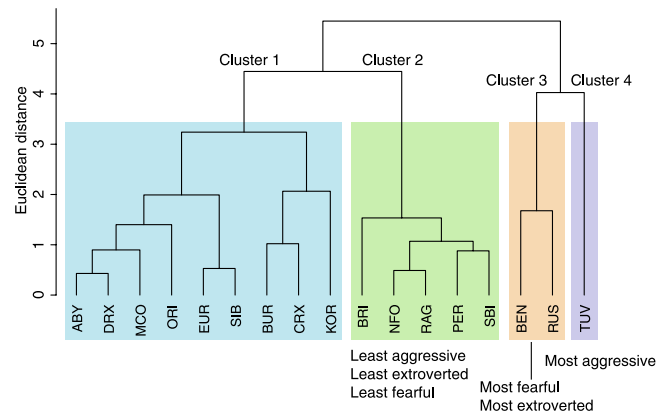 Euclidean distance
5
4
3
2
1
0
Cluster 1
Cluster 2
Cluster 3
Cluster 4
ABY
DRX
MCO
ORI
EUR
SIB
BUR
CRX
KOR
BRI
NFO
RAG
PER
SBI
BEN
RUS
TUV
Least aggressive
Least extroverted
Least fearful
Most aggressive
Most fearful
Most extroverted